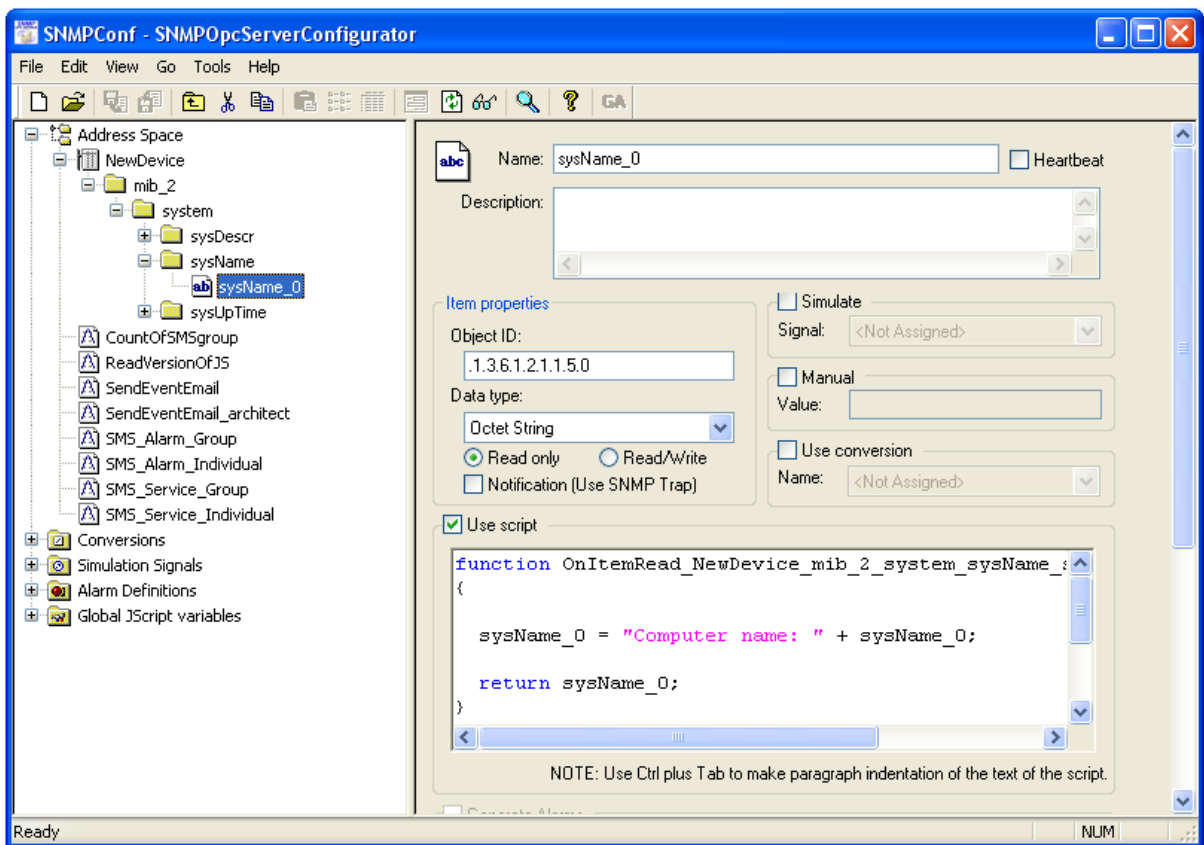 SNMPConf - SNMPOpcServerConfigurator
File Edit View Go Tools Help
GA
Address Space
NewDevice
mib_2
system
sysDescr
sysName
ab sysName_0
sysUpTime
CountOfSMSgroup
ReadVersionOfJS
SendEventEmail
SendEventEmail_architect
SMS_Alarm_Group
SMS_Alarm_Individual
SMS_Service_Group
SMS_Service_Individual
Conversions
Simulation Signals
Alarm Definitions
Global JScript variables
abc
Name: sysName_0 Heartbeat
Description:
Item properties
Object ID:
.1.3.6.1.2.1.1.5.0
Data type:
Octet String
Read only Read/Write
Notification (Use SNMP Trap)
Simulate
Signal: <Not Assigned>
Manual
Value:
Use conversion
Name: <Not Assigned>
Use script
function OnItemRead_NewDevice_mib_2_system_sysName_
{
sysName_0 = "Computer name: " + sysName_0;
return sysName_0;
}
NOTE: Use Ctrl plus Tab to make paragraph indentation of the text of the script.
Ready NUM